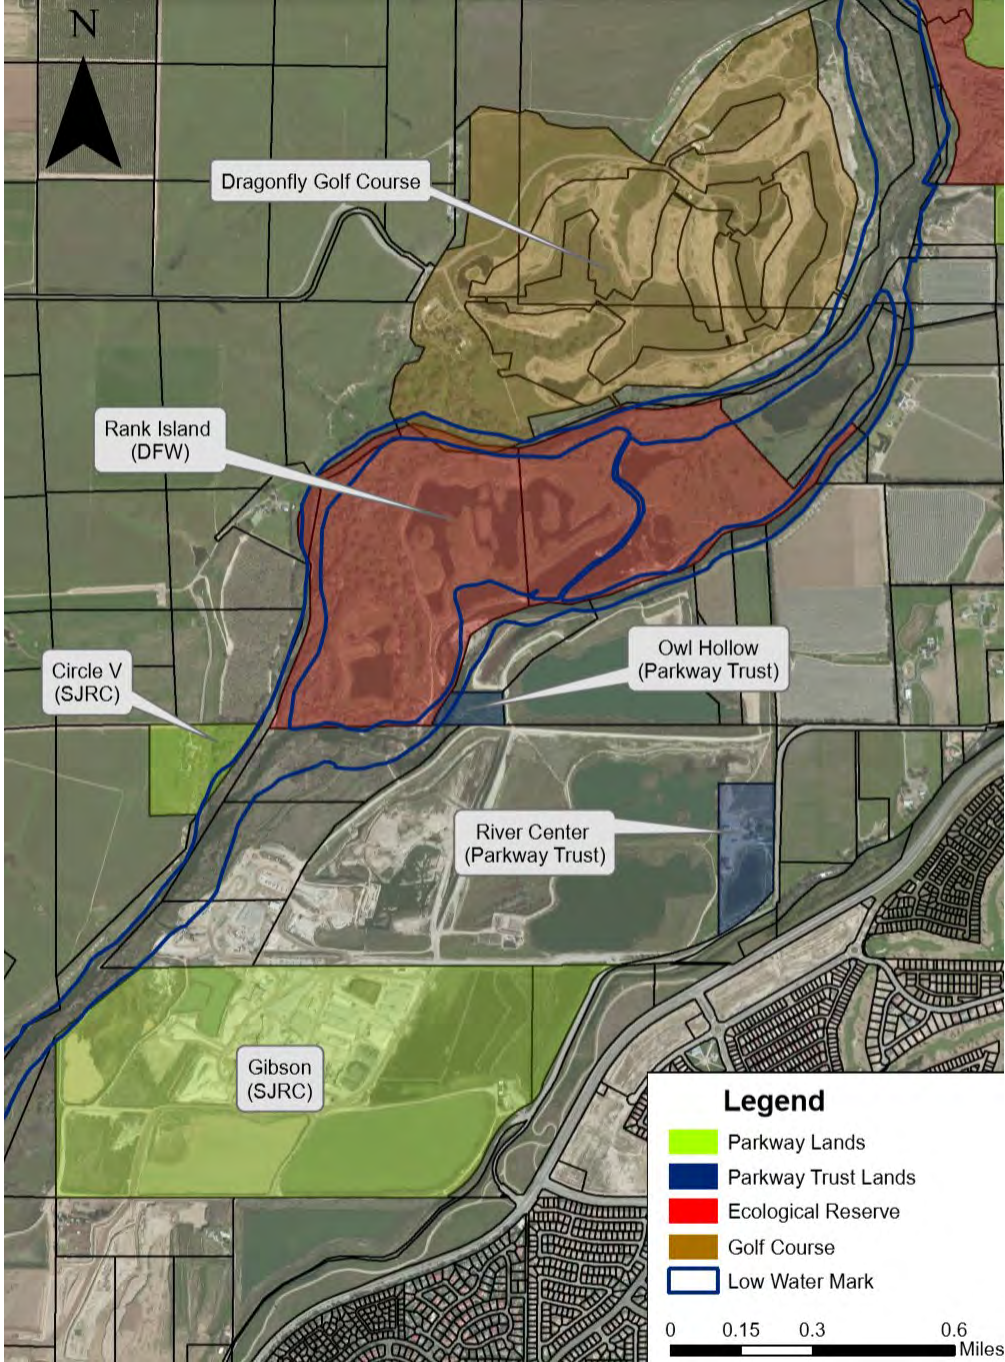 N
Dragonfly Golf Course
Rank Island
(DFW)
Owl Hollow
(Parkway Trust)
Circle V
(SJRC)
River Center
(Parkway Trust)
Gibson
(SJRC)
Legend
Parkway Lands
Parkway Trust Lands
Ecological Reserve
Golf Course
Low Water Mark
0 0.15 0.3 0.6
Miles